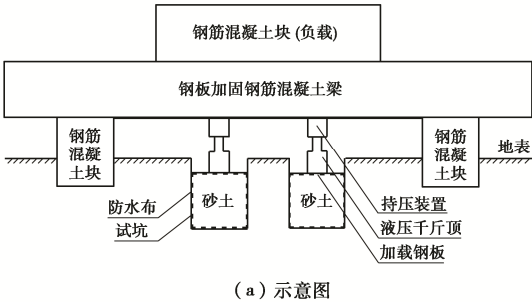 钢筋混凝土块 (负载)
钢板加固钢筋混凝土梁
钢筋
混凝
土块
钢筋
混凝
土块
地表
砂土
砂土
防水布
试坑
持压装置
液压千斤顶
加载钢板
(a) 示意图